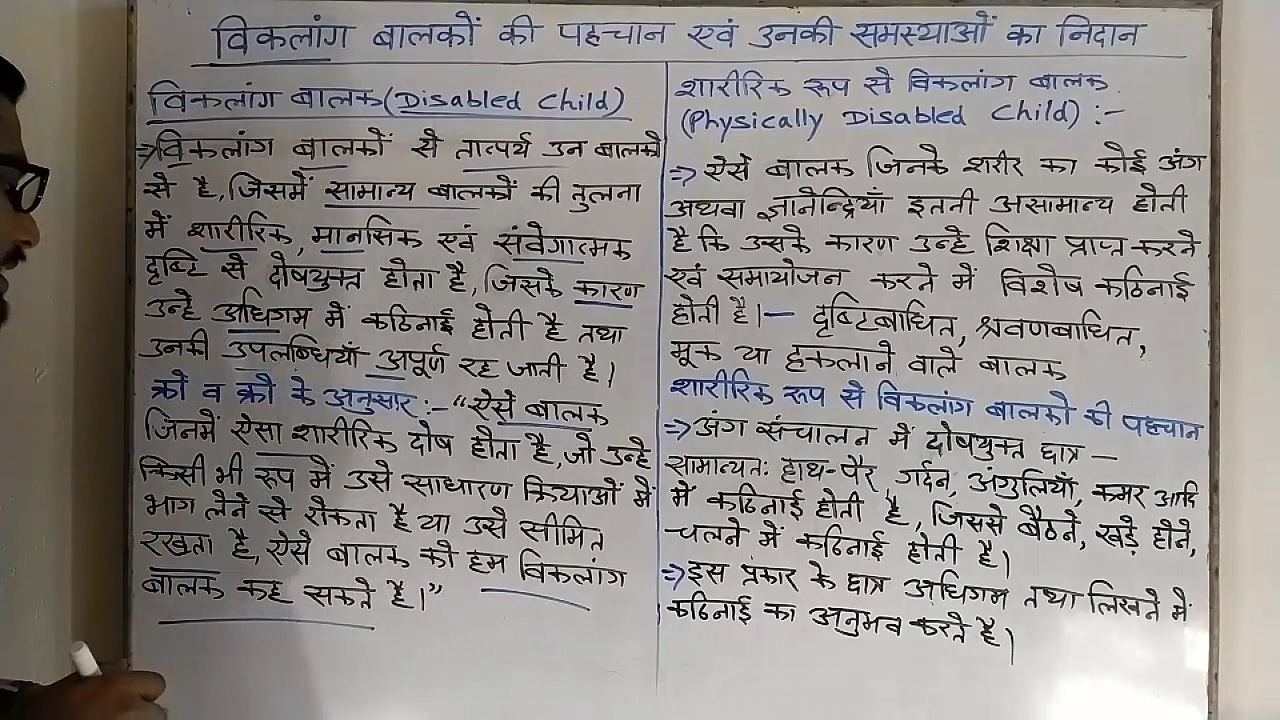 विकलांग बालकों की पहचान एवं उनकी समस्याओं का निदान
विकलांग बालक (Disabled Child)
⇒ विकलांग बालकों से तात्पर्य उन बालको
से है, जिसमें सामान्य बालकों की तुलना
में शारीरिक, मानसिक एवं संवेगात्मक
दृष्टि से दोषयुक्त होता है, जिसके कारण
उन्हे अधिगम में कठिनाई होती है तथा
उनकी उपलब्धियाँ अपूर्ण रह जाती है।
क्रो व क्रौ के अनुसार :- “ऐसे बालक
जिनमें ऐसा शारीरिक दोष होता है, जो उन्हे
किसी भी रूप में उसे साधारण क्रियाओं में
भाग लेने से रोकता है या उसे सीमित
रखता है, ऐसे बालक को हम विकलांग
बालक कह सकते है।”
शारीरिक रूप से विकलांग बालक
(Physically Disabled Child) :-
⇒ ऐसे बालक जिनके शरीर का कोई अंग
अथवा ज्ञानेन्द्रियाँ इतनी असामान्य होती
है कि उसके कारण उन्हे शिक्षा प्राप्त करने
एवं समायोजन करने में विशेष कठिनाई
होती है। — दृष्टिबाधित, श्रवणबाधित,
मूक या हकलाने वाले बालक
शारीरिक रूप से विकलांग बालको की पहचान
⇒ अंग संचालन में दोषयुक्त छात्र —
सामान्यतः हाथ-पैर, गर्दन, अंगुलियाँ, कमर आदि
में कठिनाई होती है, जिससे बैठने, खड़े होने,
चलने में कठिनाई होती है।
⇒ इस प्रकार के छात्र अधिगम तथा लिखने में
कठिनाई का अनुभव करते है।